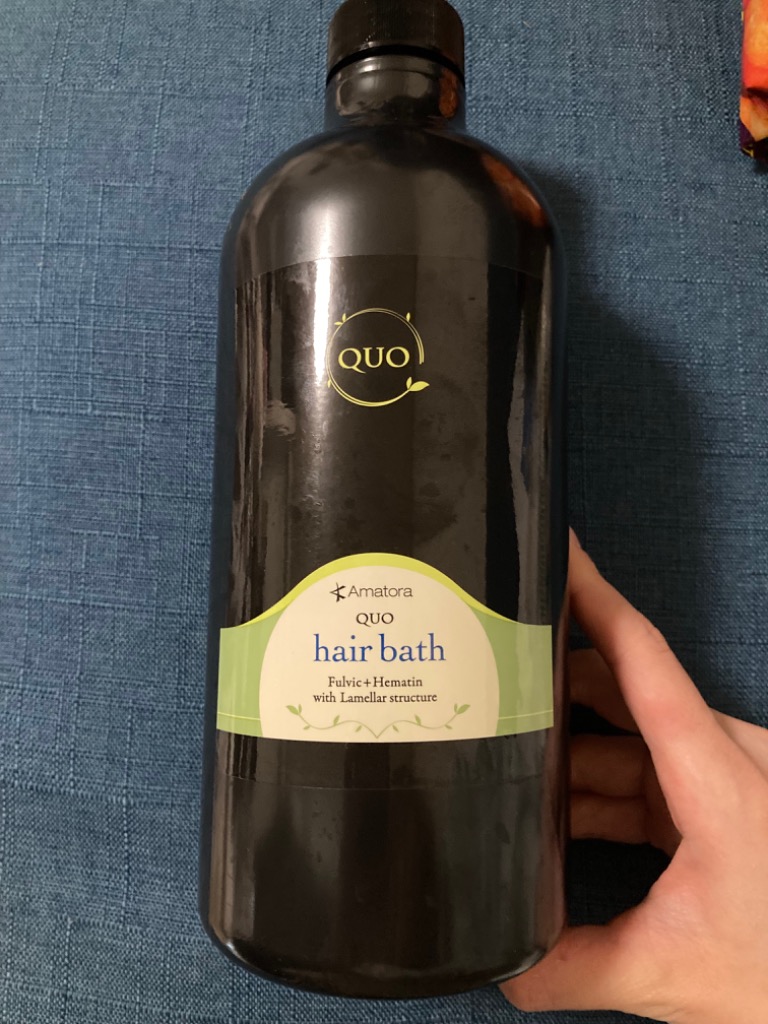 QUO
Amatora
QUO
hair bath
Fulvic+Hematin
with Lamellar structure